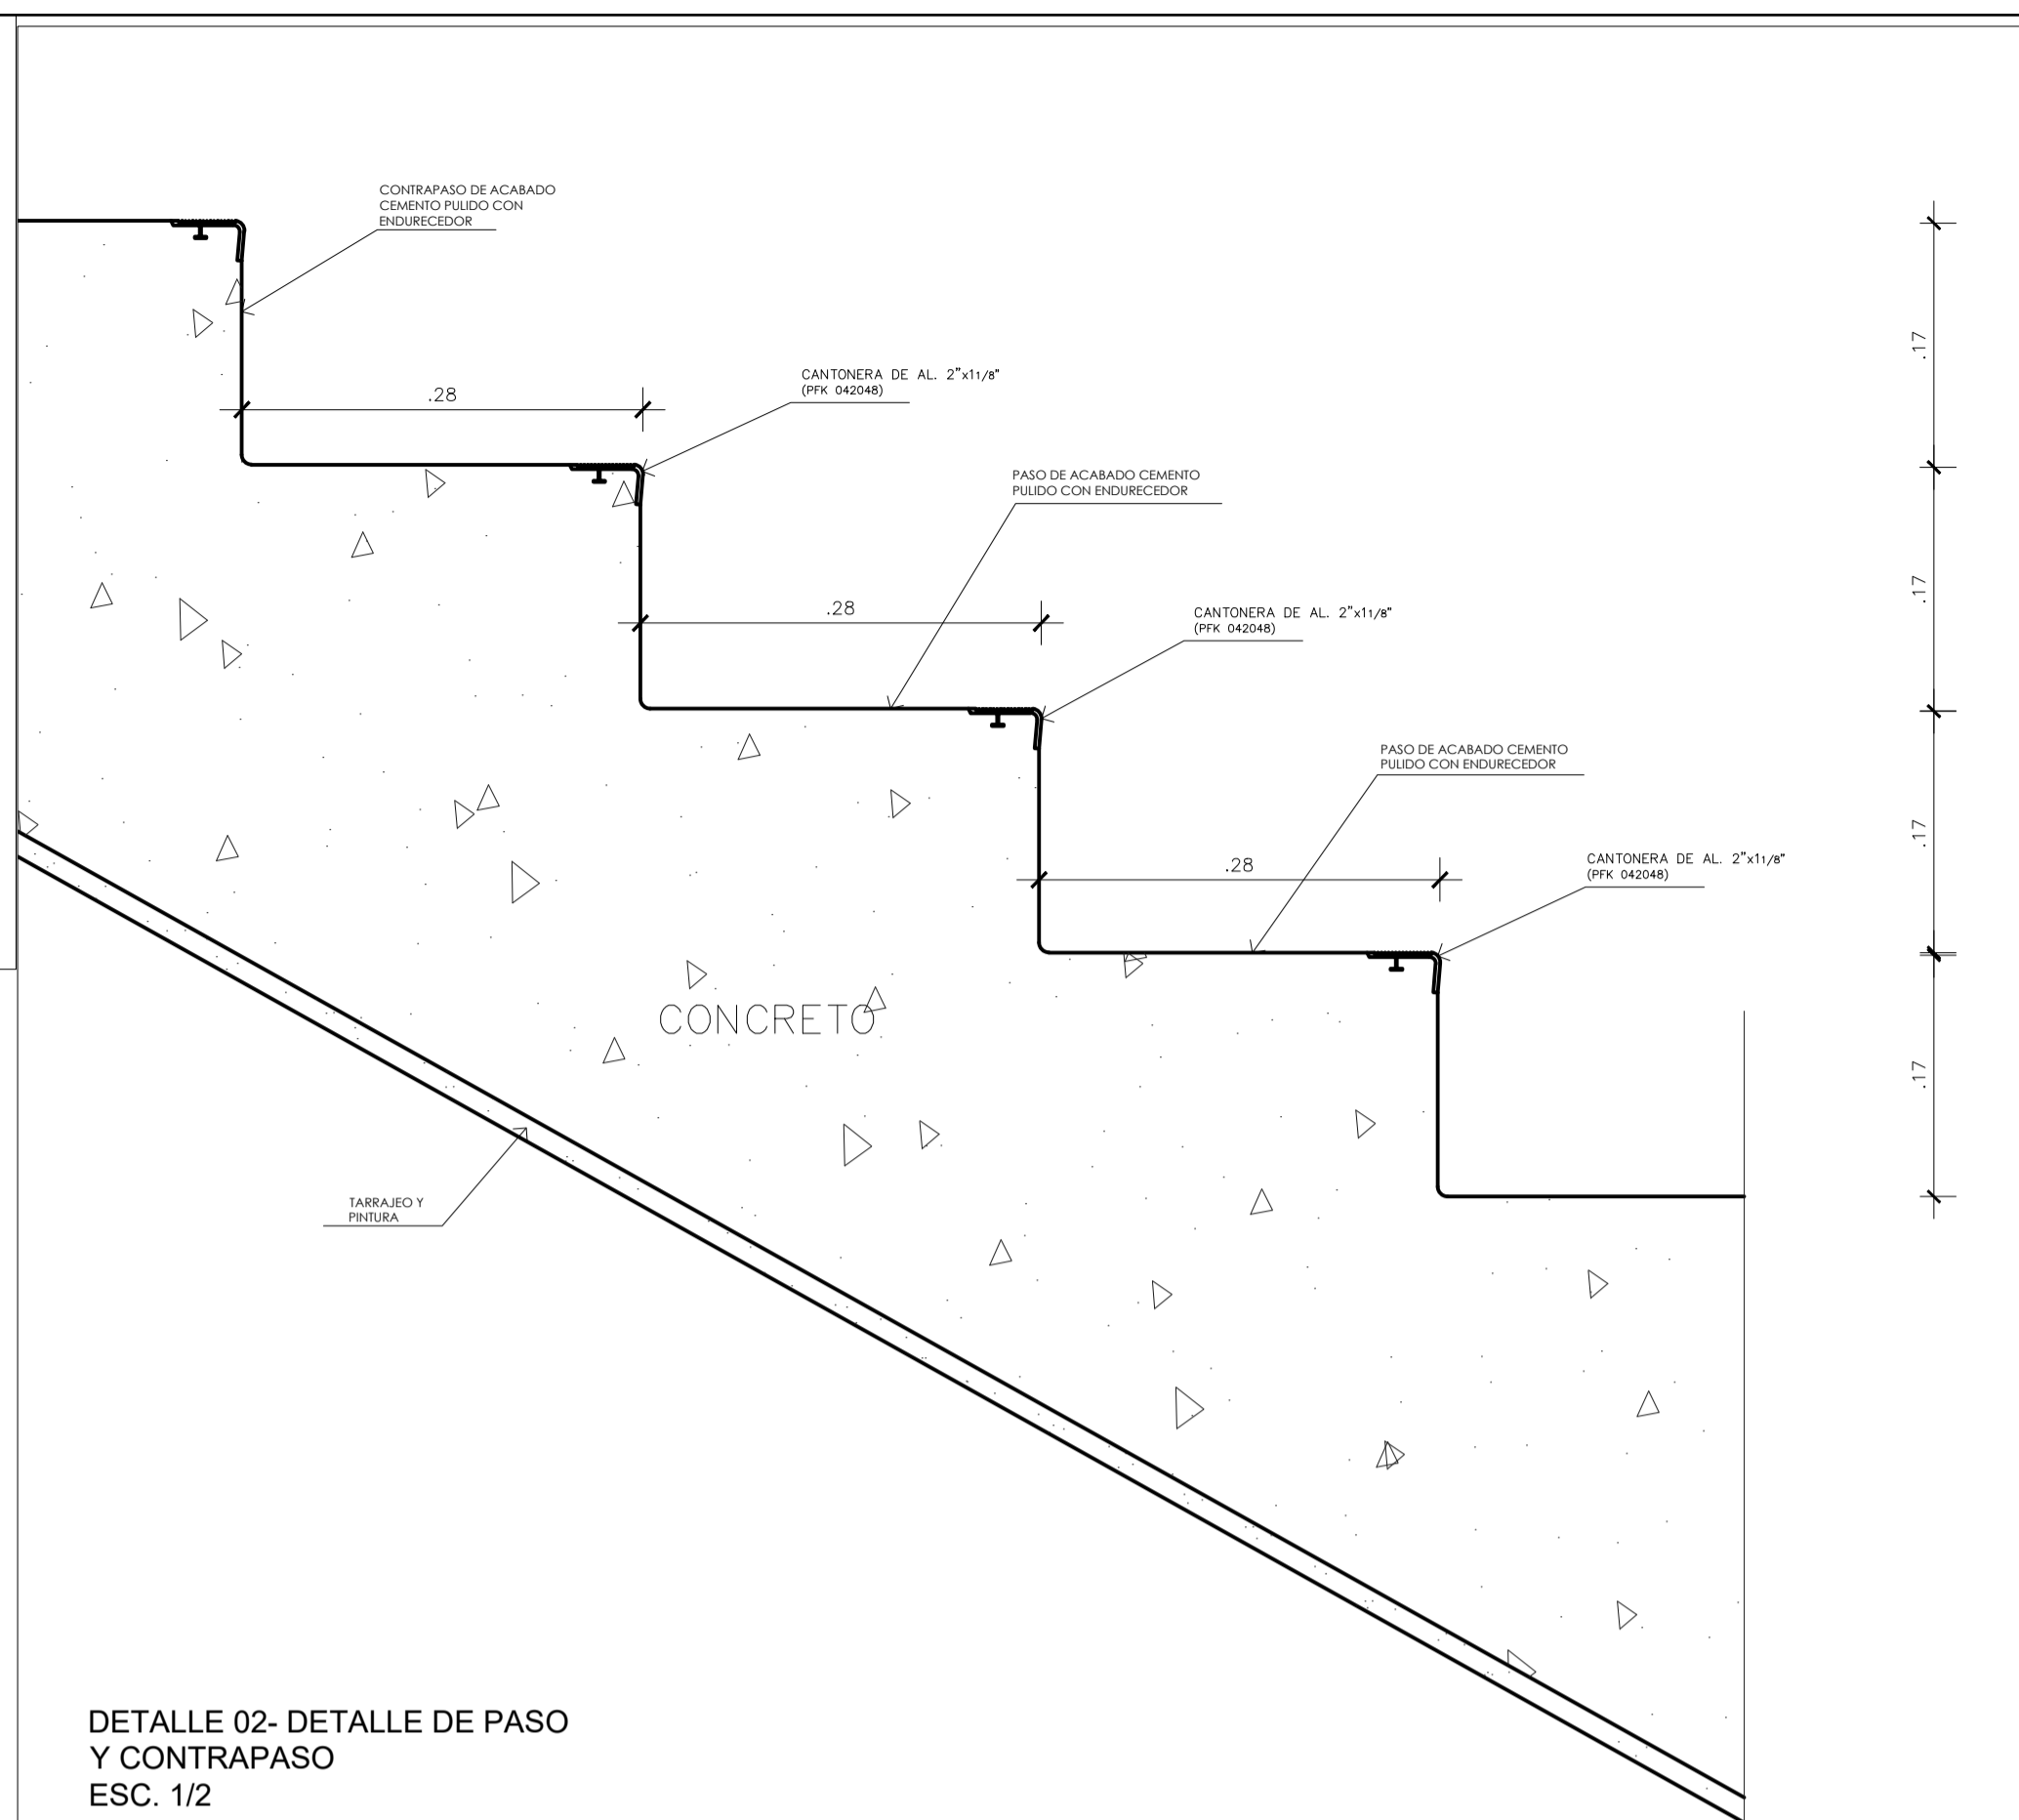 CONTRAPASO DE ACABADO
CEMENTO PULIDO CON
ENDURECEDOR
.28
CANTONERA DE AL. 2"x11/8"
(PFK 042048)
.17
PASO DE ACABADO CEMENTO
PULIDO CON ENDURECEDOR
.28
CANTONERA DE AL. 2"x11/8"
(PFK 042048)
.17
PASO DE ACABADO CEMENTO
PULIDO CON ENDURECEDOR
.28
CANTONERA DE AL. 2"x11/8"
(PFK 042048)
.17
CONCRETO
.17
TARRAJEO Y
PINTURA
DETALLE 02- DETALLE DE PASO
Y CONTRAPASO
ESC. 1/2